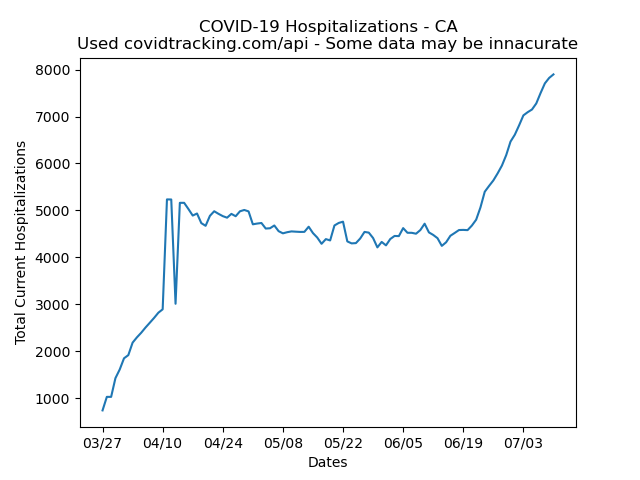 COVID-19 Hospitalizations - CA
Used covidtracking.com/api - Some data may be innacurate
8000
7000
6000
5000
4000
3000
2000
1000
Total Current Hospitalizations
03/27 04/10 04/24 05/08 05/22 06/05 06/19 07/03
Dates